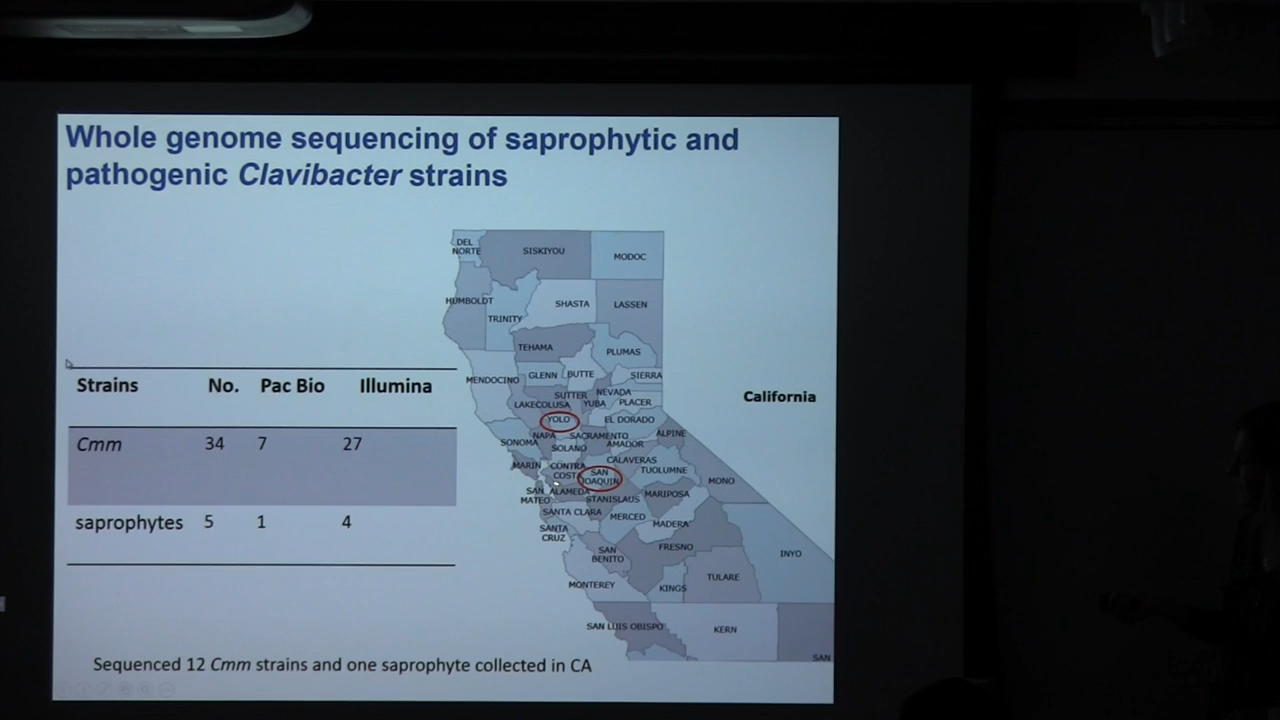 Whole genome sequencing of saprophytic and
pathogenic Clavibacter strains
DEL
NORTE
SISKIYOU
MODOC
HUMBOLDT
TRINITY
SHASTA
LASSEN
TEHAMA
PLUMAS
MENDOCINO
GLENN
BUTTE
SIERRA
NEVADA
SUTTER
YUBA
PLACER
LAKE
COLUSA
YOLO
EL DORADO
NAPA
SACRAMENTO
ALPINE
SONOMA
SOLANO
AMADOR
CALAVERAS
MARIN
CONTRA
COSTA
SAN
JOAQUIN
TUOLUMNE
MONO
SAN
MATEO
ALAMEDA
STANISLAUS
MARIPOSA
SANTA CLARA
MERCED
MADERA
SANTA
CRUZ
SAN
BENITO
FRESNO
INYO
MONTEREY
KINGS
TULARE
SAN LUIS OBISPO
KERN
SAN
California
Strains No. Pac Bio Illumina
Cmm 34 7 27
saprophytes 5 1 4
Sequenced 12 Cmm strains and one saprophyte collected in CA